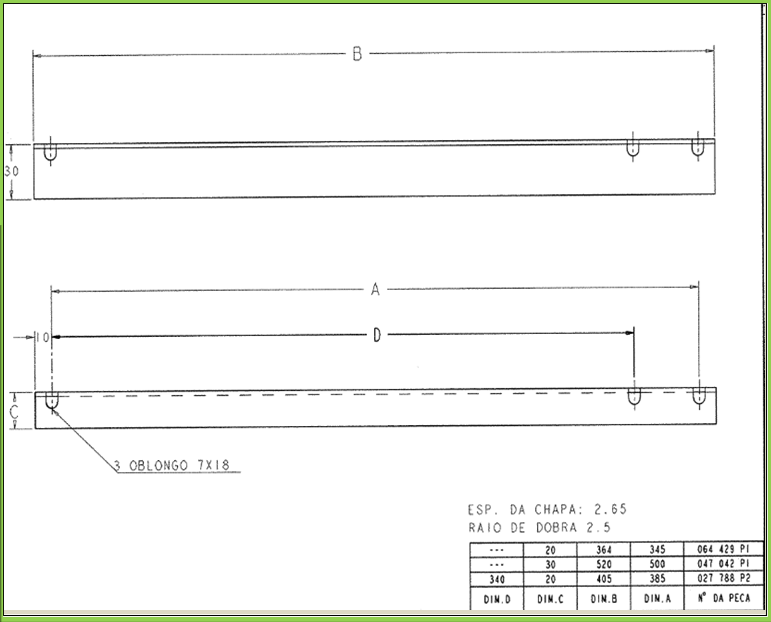 B
30
A
10
D
C
3 OBLONGO 7X18
ESP. DA CHAPA: 2.65
RAIO DE DOBRA 2.5
--- 20 364 345 064 429 P1
--- 30 520 500 047 042 P1
340 20 405 385 027 788 P2
DIM.D DIM.C DIM.B DIM.A Nº DA PECA